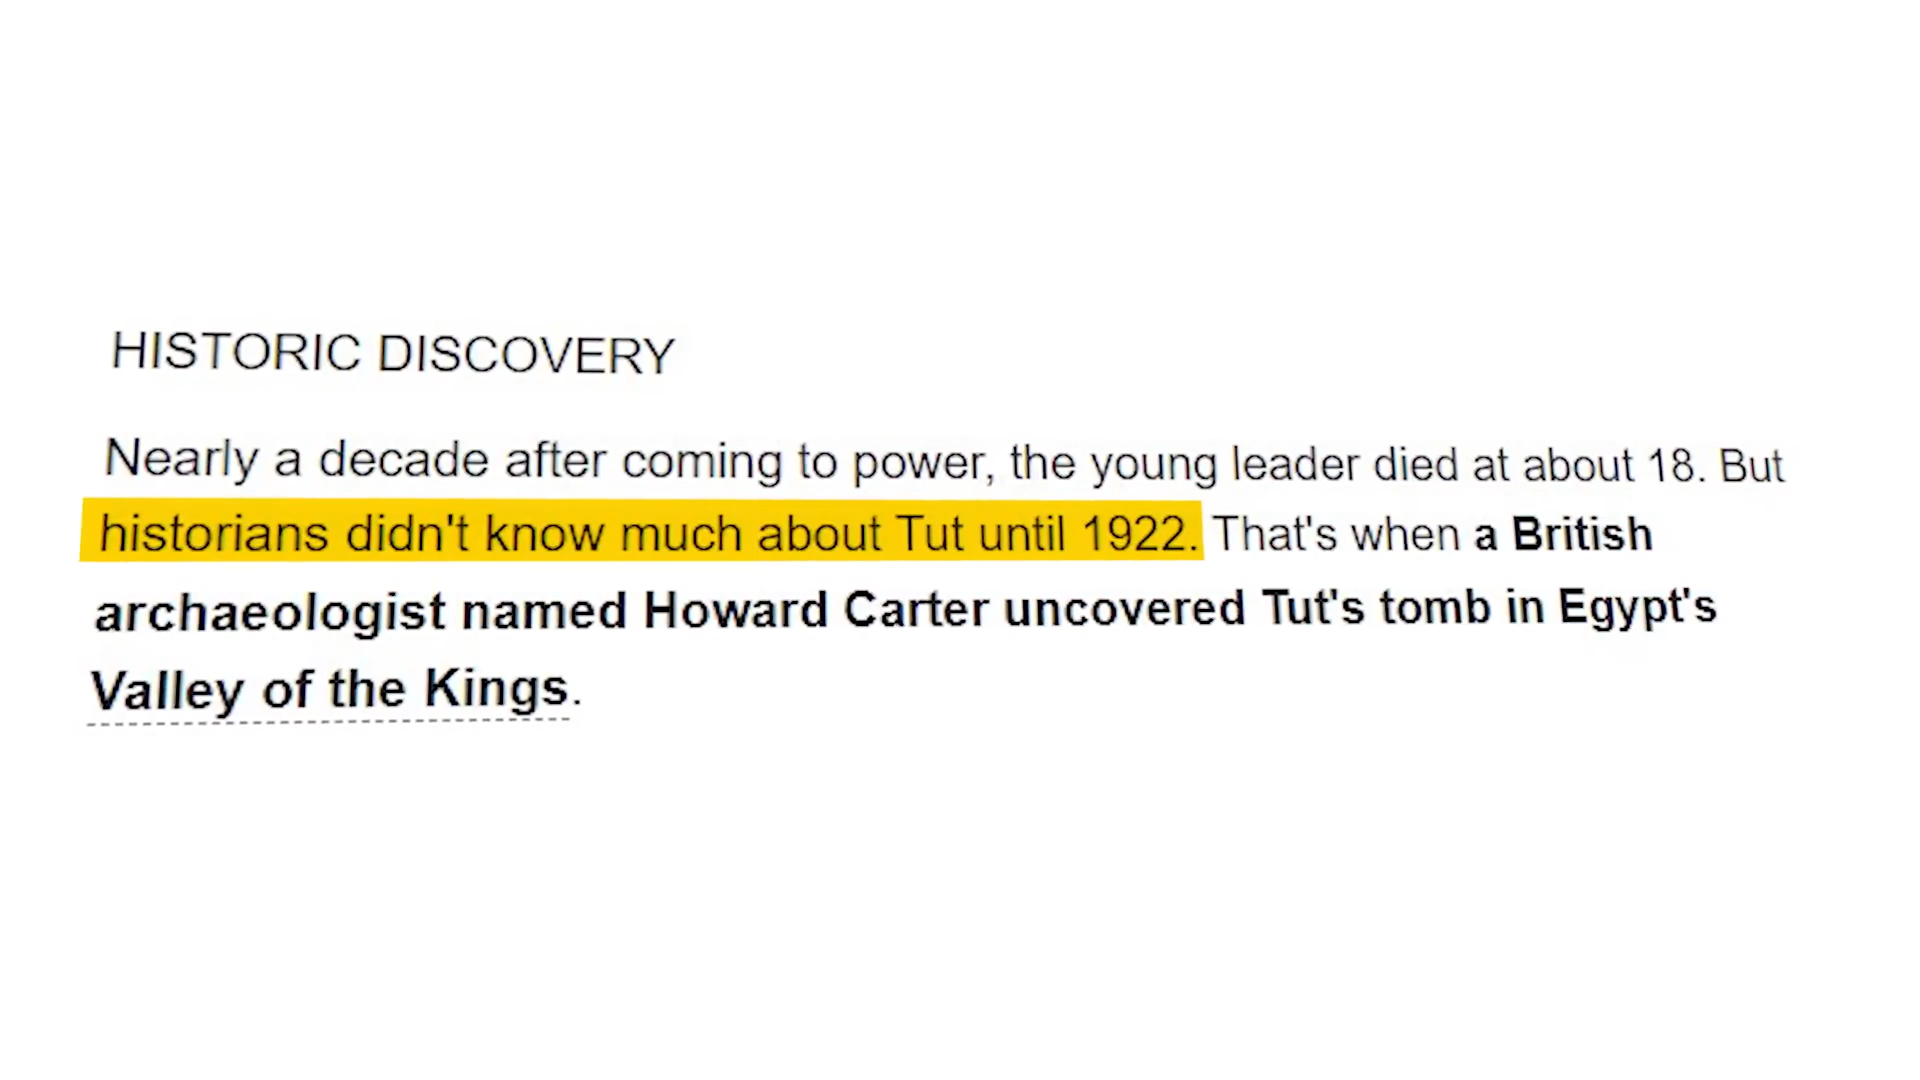 HISTORIC DISCOVERY
Nearly a decade after coming to power, the young leader died at about 18. But
historians didn't know much about Tut until 1922. That's when a British
archaeologist named Howard Carter uncovered Tut's tomb in Egypt's
Valley of the Kings.